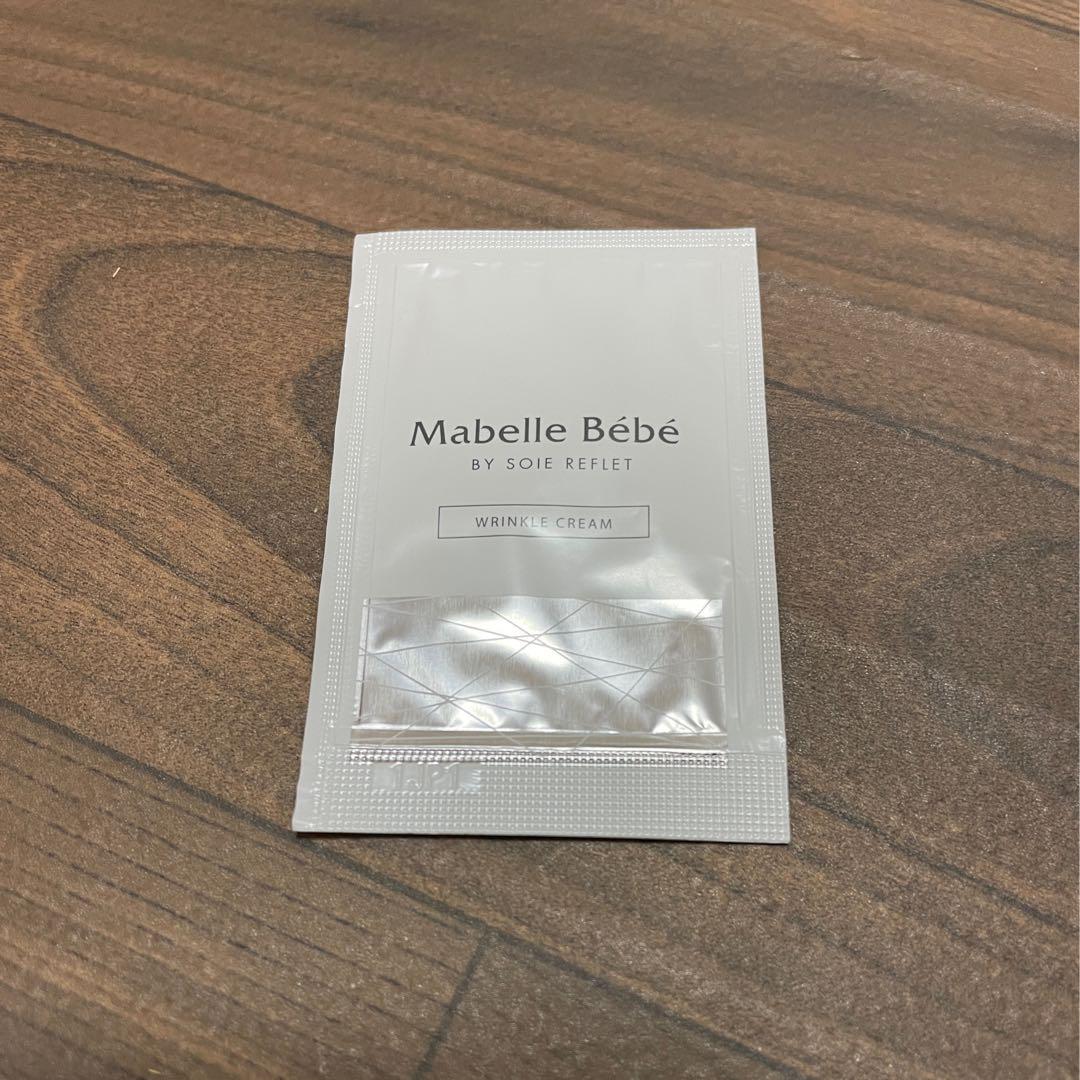 Mabelle Bébé
BY SOIE REFLET
WRINKLE CREAM